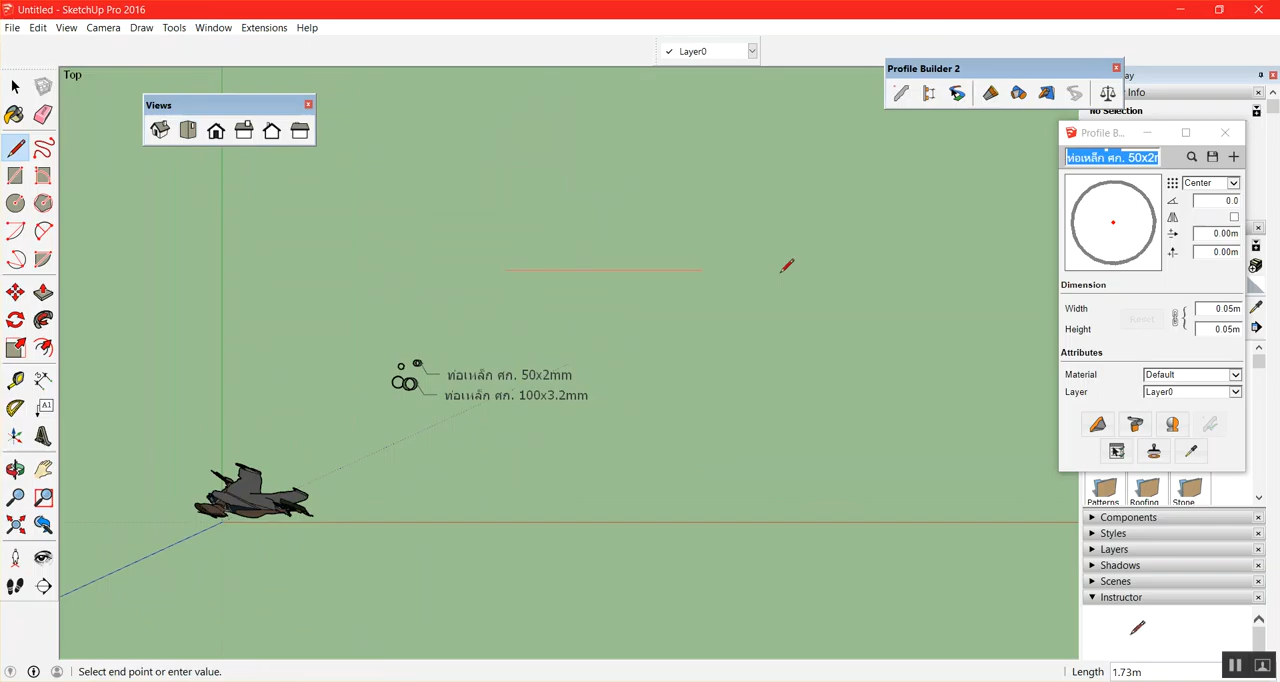 Untitled - SketchUp Pro 2016
File Edit View Camera Draw Tools Window Extensions Help
Layer0
Top
Views
Profile Builder 2
No Selection
Profile B...
ท่อเหล็ก ศก. 50x2
Center
0.0
0.00m
0.00m
Dimension
Width 0.05m
Reset
Height 0.05m
Attributes
Material Default
Layer Layer0
ท่อเหล็ก ศก. 50x2mm
ท่อเหล็ก ศก. 100x3.2mm
Patterns Roofing Stone
Components
Styles
Layers
Shadows
Scenes
Instructor
Select end point or enter value.
Length 1.73m